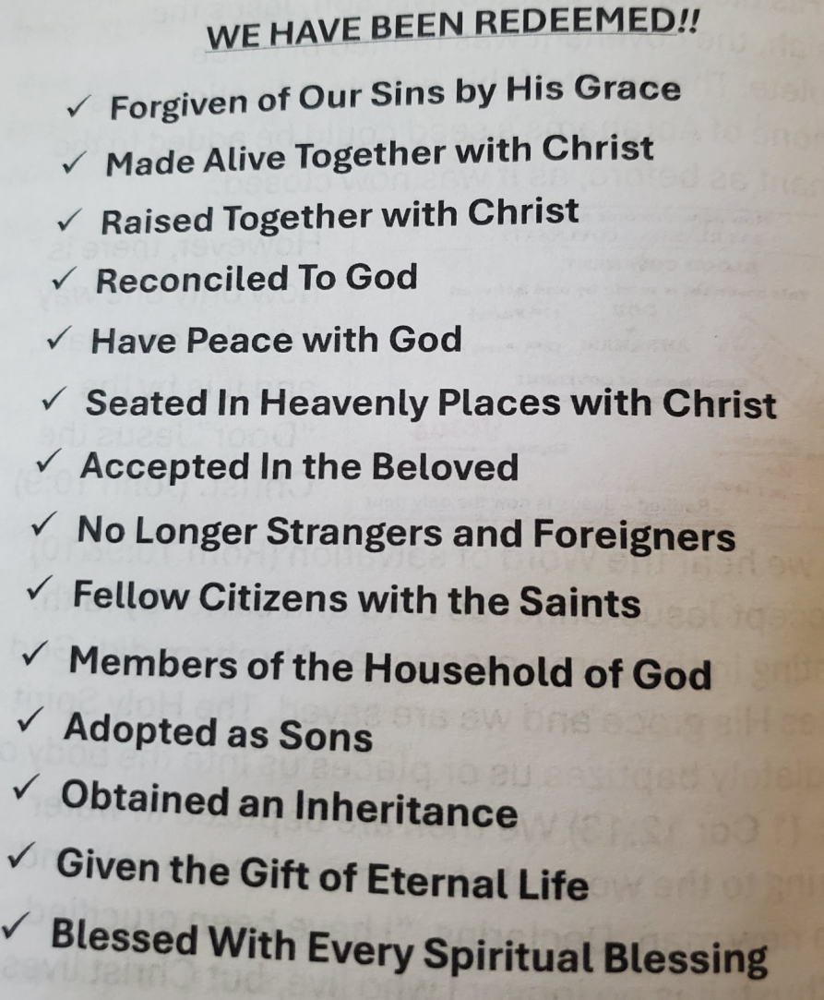 WE HAVE BEEN REDEEMED!!
✓ Forgiven of Our Sins by His Grace
✓ Made Alive Together with Christ
✓ Raised Together with Christ
✓ Reconciled To God
✓ Have Peace with God
✓ Seated In Heavenly Places with Christ
✓ Accepted In the Beloved
✓ No Longer Strangers and Foreigners
✓ Fellow Citizens with the Saints
✓ Members of the Household of God
✓ Adopted as Sons
✓ Obtained an Inheritance
✓ Given the Gift of Eternal Life
✓ Blessed With Every Spiritual Blessing